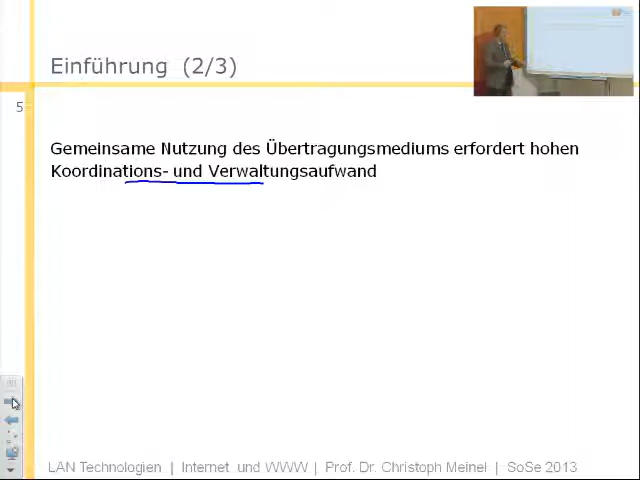 Einführung (2/3)
5
Gemeinsame Nutzung des Übertragungsmediums erfordert hohen
Koordinations- und Verwaltungsaufwand
LAN Technologien | Internet und WWW | Prof. Dr. Christoph Meinel | SoSe 2013